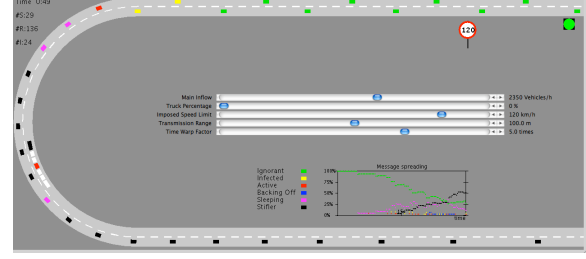 Time 0:49
#S:29
#R:136
#I:24
120
Main Inflow 2350 Vehicles/h
Truck Percentage 0 %
Imposed Speed Limit 120 km/h
Transmission Range 100.0 m
Time Warp Factor 5.0 times
Message spreading
Ignorant
Infected
Active
Backing Off
Sleeping
Stifler
100%
75%
50%
25%
0%
time